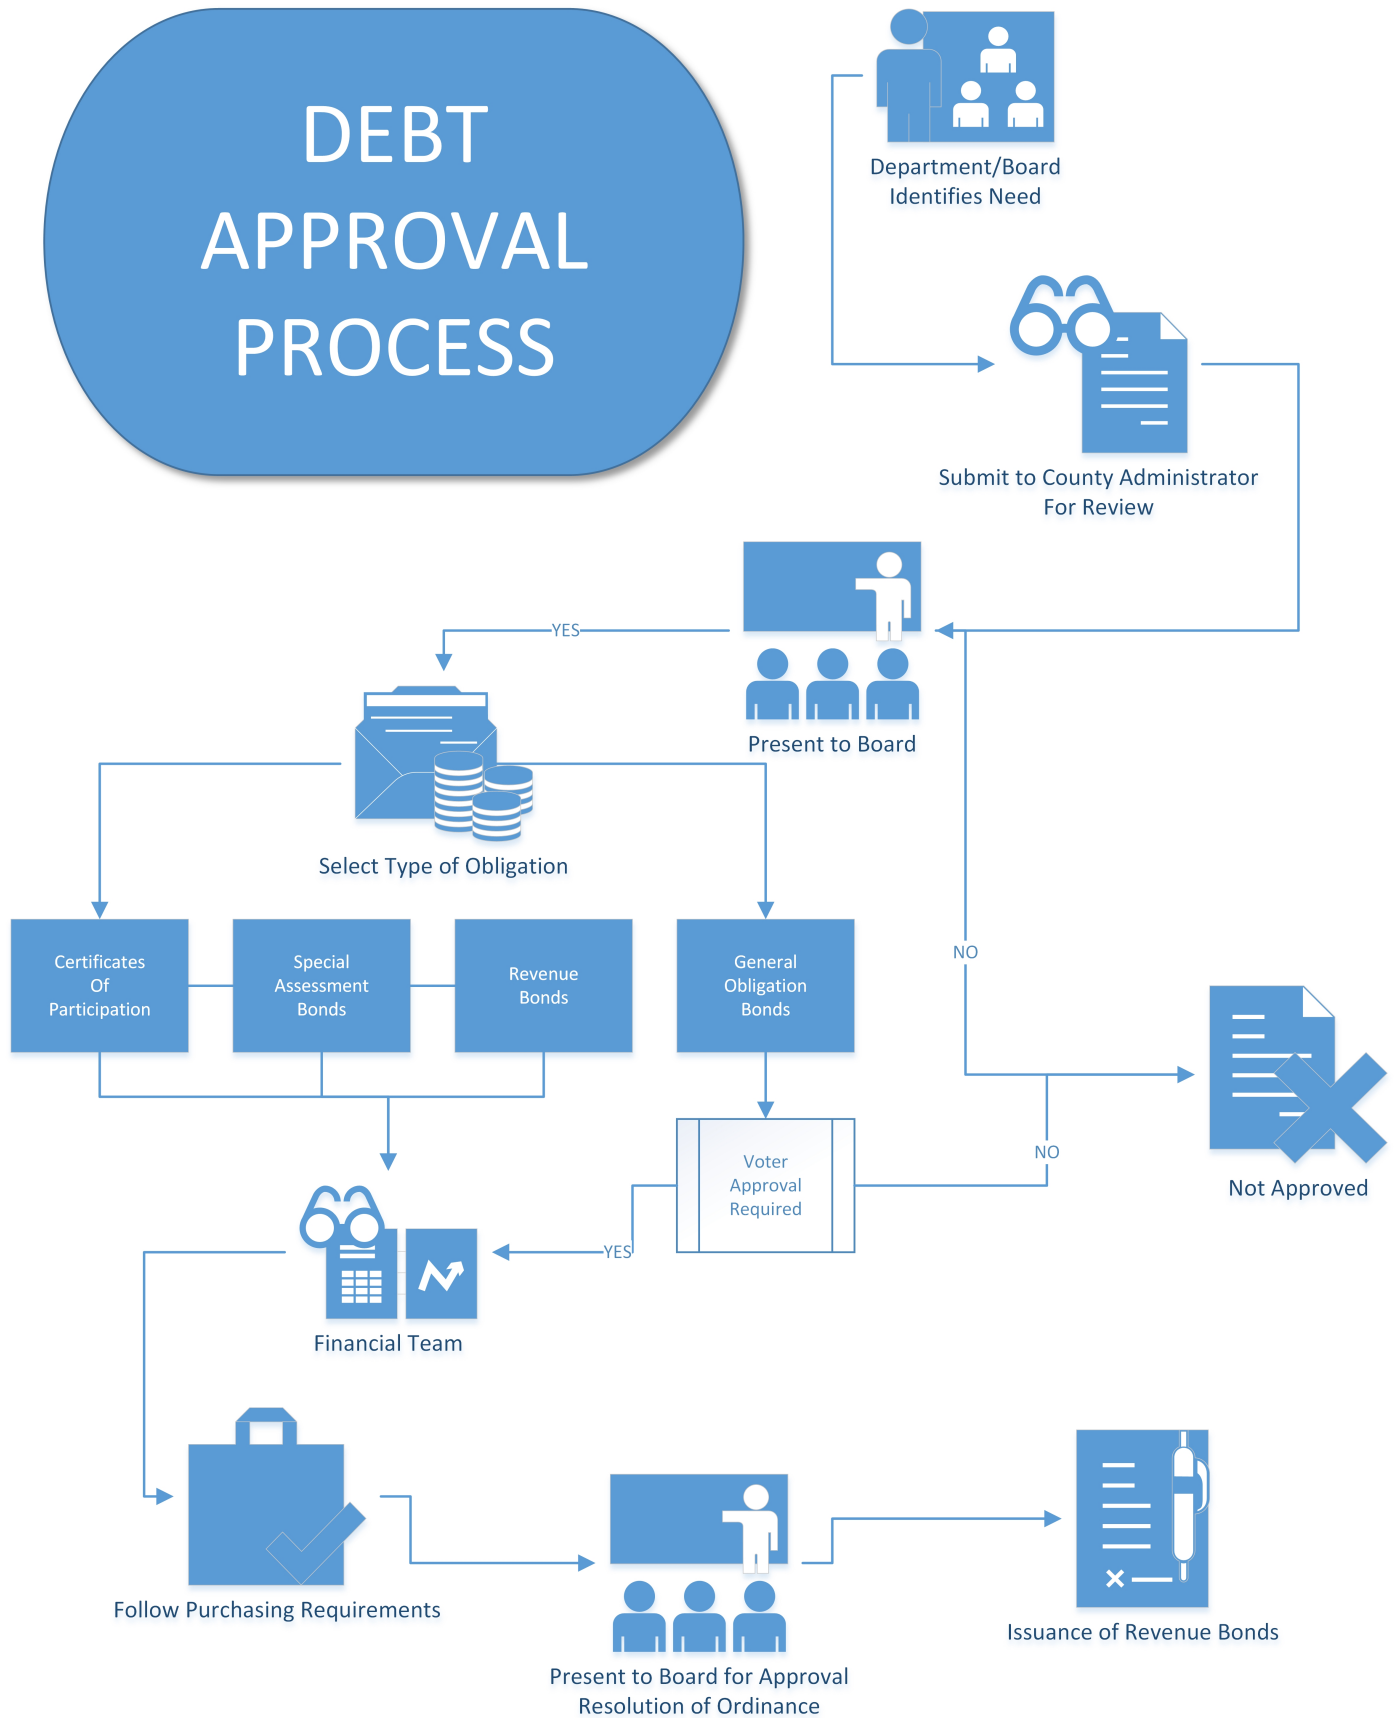 DEBT
APPROVAL
PROCESS
Department/Board
Identifies Need
Submit to County Administrator
For Review
YES
Present to Board
Select Type of Obligation
Certificates
Of
Participation
Special
Assessment
Bonds
Revenue
Bonds
General
Obligation
Bonds
NO
Voter
Approval
Required
NO
Not Approved
YES
Financial Team
Follow Purchasing Requirements
Present to Board for Approval
Resolution of Ordinance
Issuance of Revenue Bonds